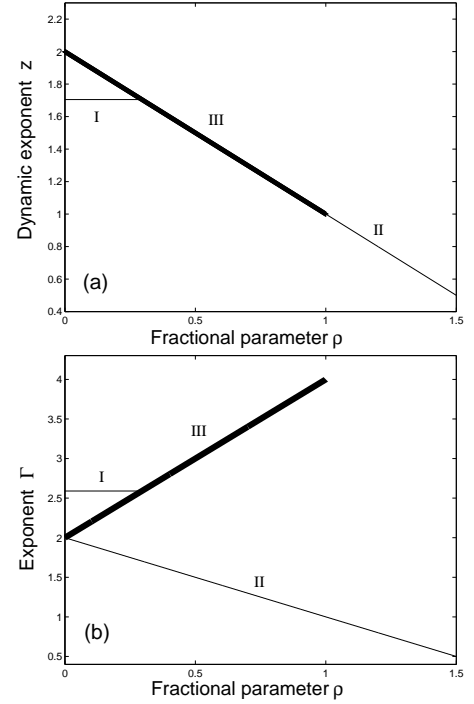 2.2
2
1.8
1.6
1.4
1.2
1
0.8
0.6
0.4
Dynamic exponent z
I
III
II
(a)
0 0.5 1 1.5
Fractional parameter ρ
4
3.5
3
2.5
2
1.5
1
0.5
Exponent Γ
III
I
II
(b)
0 0.5 1 1.5
Fractional parameter ρ